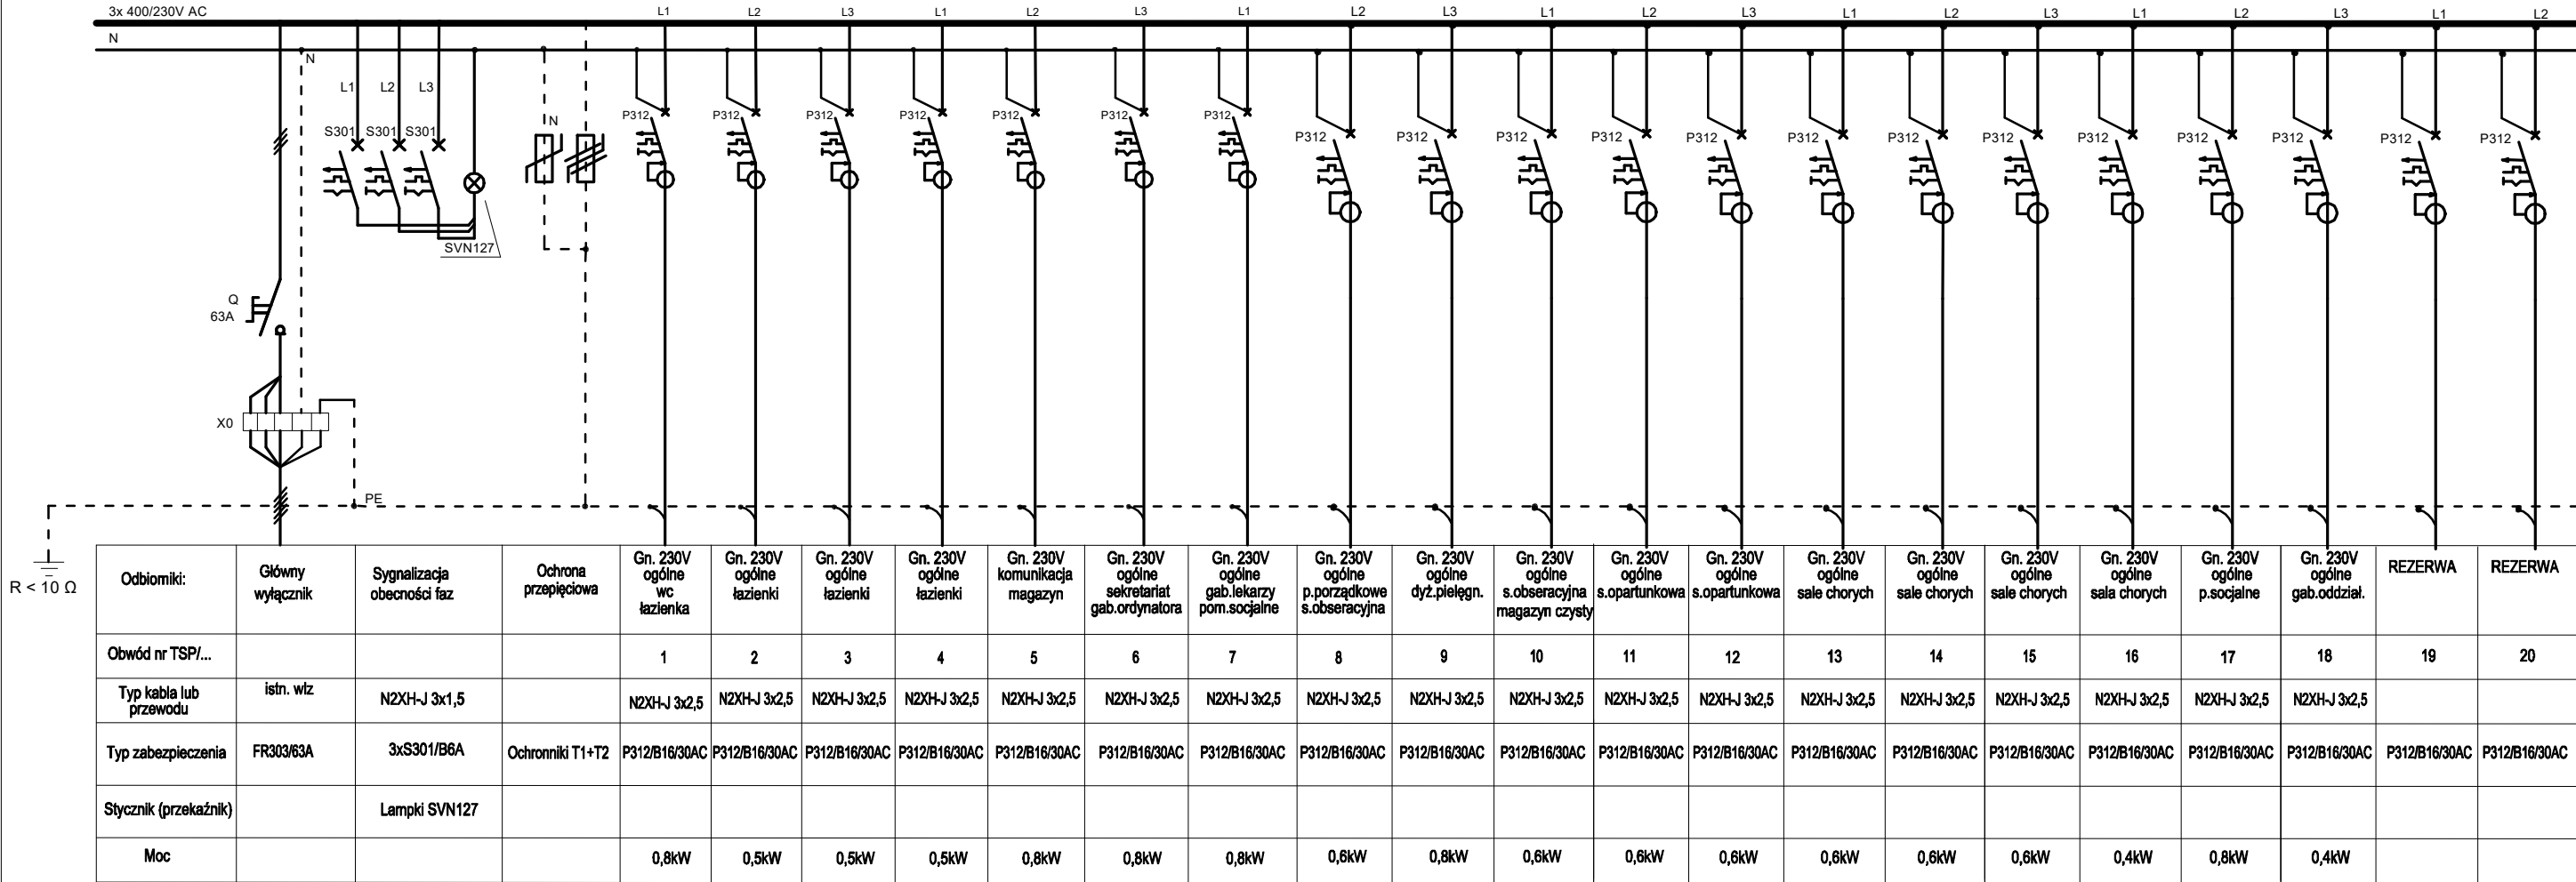 3x 400/230V AC
L1 L2 L3 L1 L2 L3 L1 L2 L3 L1 L2 L3 L1 L2 L3 L1 L2 L3 L1 L2
N
N
L1 L2 L3
S301 S301 S301
N
P312 P312 P312 P312 P312 P312 P312 P312 P312 P312 P312 P312 P312 P312 P312 P312 P312 P312 P312 P312
SVN127
Q
63A
X0
PE
R < 10 Ω
Odbiorniki:
Główny
wyłącznik
Sygnalizacja
obecności faz
Ochrona
przepięciowa
Gn. 230V
ogólne
wc
łazienka
Gn. 230V
ogólne
łazienki
Gn. 230V
ogólne
łazienki
Gn. 230V
ogólne
łazienki
Gn. 230V
komunikacja
magazyn
Gn. 230V
ogólne
sekretariat
gab.ordynatora
Gn. 230V
ogólne
gab.lekarzy
pom.socjalne
Gn. 230V
ogólne
p.porządkowe
s.obseracyjna
Gn. 230V
ogólne
dyż.pielęgn.
Gn. 230V
ogólne
s.obseracyjna
magazyn czysty
Gn. 230V
ogólne
s.opartunkowa
Gn. 230V
ogólne
s.opartunkowa
Gn. 230V
ogólne
sale chorych
Gn. 230V
ogólne
sale chorych
Gn. 230V
ogólne
sale chorych
Gn. 230V
ogólne
sala chorych
Gn. 230V
ogólne
p.socjalne
Gn. 230V
ogólne
gab.oddział.
REZERWA
REZERWA
Obwód nr TSP/... 1 2 3 4 5 6 7 8 9 10 11 12 13 14 15 16 17 18 19 20
Typ kabla lub
przewodu
istn. wlz
N2XH-J 3x1,5
N2XH-J 3x2,5 N2XH-J 3x2,5 N2XH-J 3x2,5 N2XH-J 3x2,5 N2XH-J 3x2,5 N2XH-J 3x2,5 N2XH-J 3x2,5 N2XH-J 3x2,5 N2XH-J 3x2,5 N2XH-J 3x2,5 N2XH-J 3x2,5 N2XH-J 3x2,5 N2XH-J 3x2,5 N2XH-J 3x2,5 N2XH-J 3x2,5 N2XH-J 3x2,5 N2XH-J 3x2,5 N2XH-J 3x2,5
Typ zabezpieczenia FR303/63A 3xS301/B6A Ochronniki T1+T2 P312/B16/30AC P312/B16/30AC P312/B16/30AC P312/B16/30AC P312/B16/30AC P312/B16/30AC P312/B16/30AC P312/B16/30AC P312/B16/30AC P312/B16/30AC P312/B16/30AC P312/B16/30AC P312/B16/30AC P312/B16/30AC P312/B16/30AC P312/B16/30AC P312/B16/30AC P312/B16/30AC P312/B16/30AC P312/B16/30AC
Stycznik (przekaźnik) Lampki SVN127
Moc 0,8kW 0,5kW 0,5kW 0,5kW 0,8kW 0,8kW 0,8kW 0,6kW 0,8kW 0,6kW 0,6kW 0,6kW 0,6kW 0,6kW 0,6kW 0,4kW 0,8kW 0,4kW